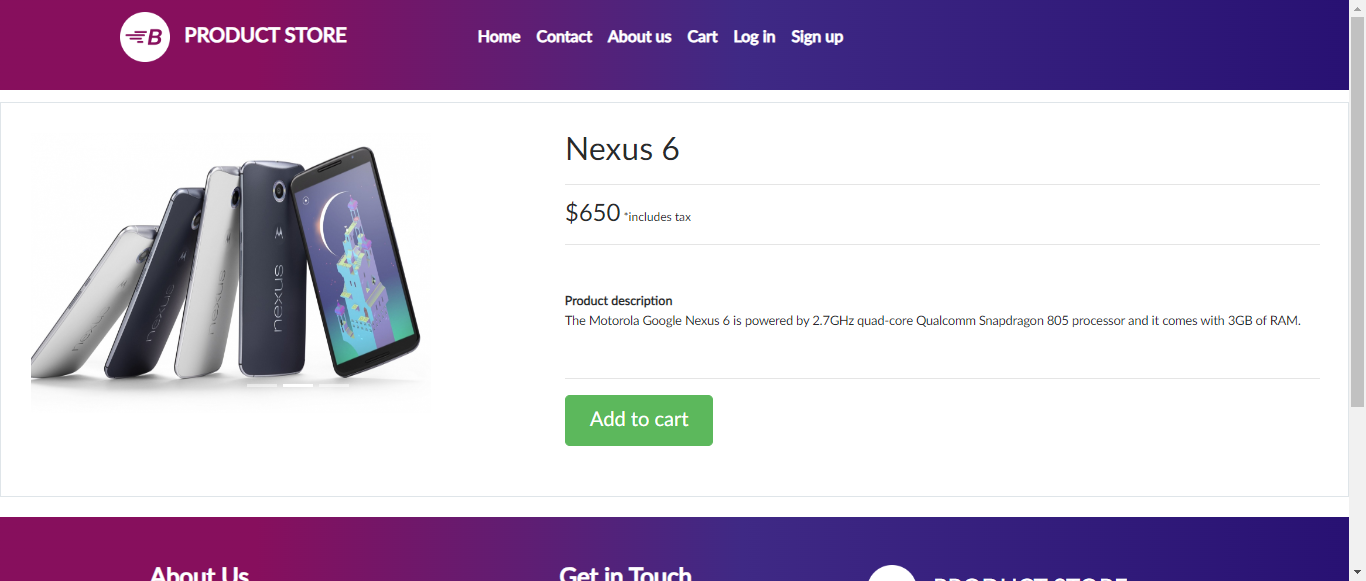 B PRODUCT STORE
Home Contact About us Cart Log in Sign up
Nexus 6
$650 *includes tax
Product description
The Motorola Google Nexus 6 is powered by 2.7GHz quad-core Qualcomm Snapdragon 805 processor and it comes with 3GB of RAM.
Add to cart
nexus
nexus
nexus
nexus
About Us
Get in Touch
PRODUCT STORE